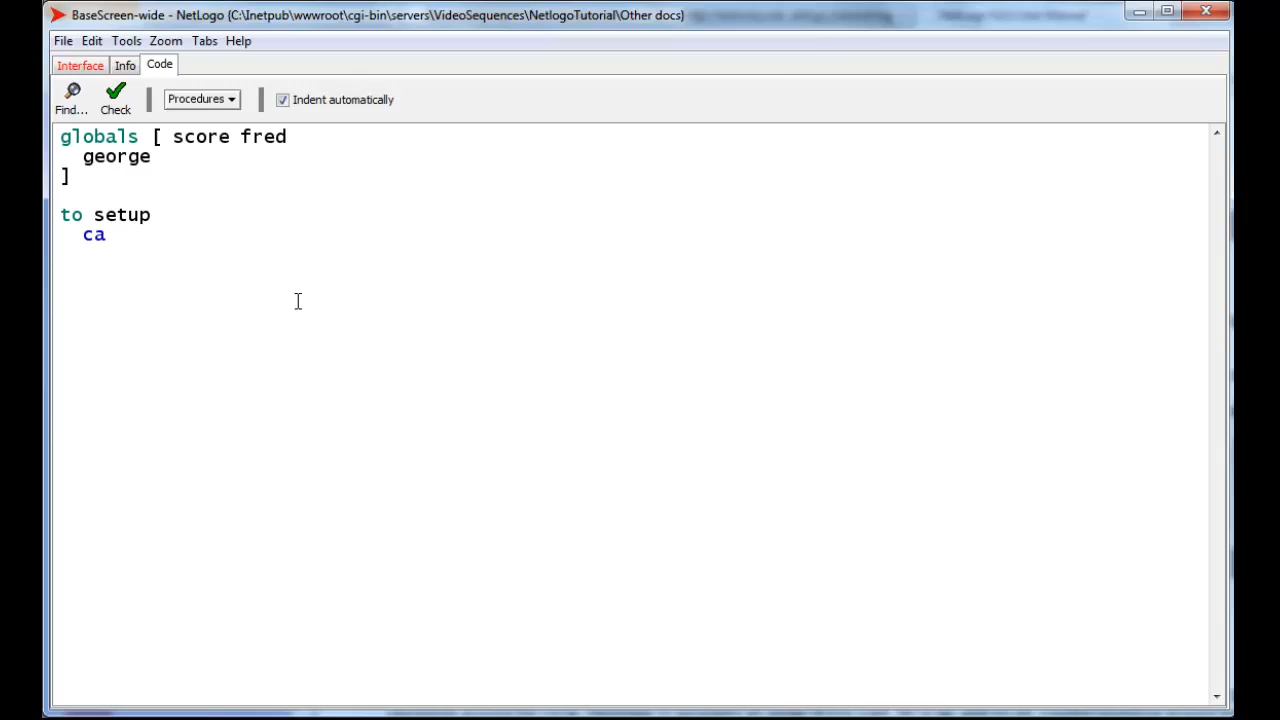 BaseScreen-wide - NetLogo {C:\Inetpub\wwwroot\cgi-bin\servers\VideoSequences\NetlogoTutorial\Other docs}
File Edit Tools Zoom Tabs Help
Interface Info Code
Find... Check Procedures Indent automatically
globals [ score fred
george
]
to setup
ca